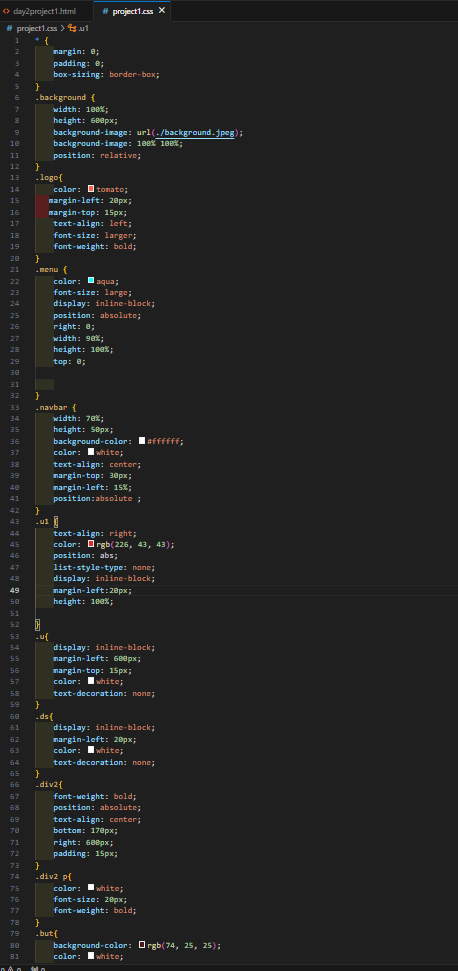 day2project1.html
project1.css
project1.css > .u1
1 * {
2 margin: 0;
3 padding: 0;
4 box-sizing: border-box;
5 }
6 .background {
7 width: 100%;
8 height: 600px;
9 background-image: url(./background.jpeg);
10 background-image: 100% 100%;
11 position: relative;
12 }
13 .logo{
14 color: tomato;
15 margin-left: 20px;
16 margin-top: 15px;
17 text-align: left;
18 font-size: larger;
19 font-weight: bold;
20 }
21 .menu {
22 color: aqua;
23 font-size: large;
24 display: inline-block;
25 position: absolute;
26 right: 0;
27 width: 90%;
28 height: 100%;
29 top: 0;
30
31
32 }
33 .navbar {
34 width: 70%;
35 height: 50px;
36 background-color: #ffffff;
37 color: white;
38 text-align: center;
39 margin-top: 30px;
40 margin-left: 15%;
41 position:absolute ;
42 }
43 .u1 {
44 text-align: right;
45 color: rgb(226, 43, 43);
46 position: abs;
47 list-style-type: none;
48 display: inline-block;
49 margin-left:20px;
50 height: 100%;
51
52 }
53 .u{
54 display: inline-block;
55 margin-left: 600px;
56 margin-top: 15px;
57 color: white;
58 text-decoration: none;
59 }
60 .ds{
61 display: inline-block;
62 margin-left: 20px;
63 color: white;
64 text-decoration: none;
65 }
66 .div2{
67 font-weight: bold;
68 position: absolute;
69 text-align: center;
70 bottom: 170px;
71 right: 600px;
72 padding: 15px;
73 }
74 .div2 p{
75 color: white;
76 font-size: 20px;
77 font-weight: bold;
78 }
79 .but{
80 background-color: rgb(74, 25, 25);
81 color: white;